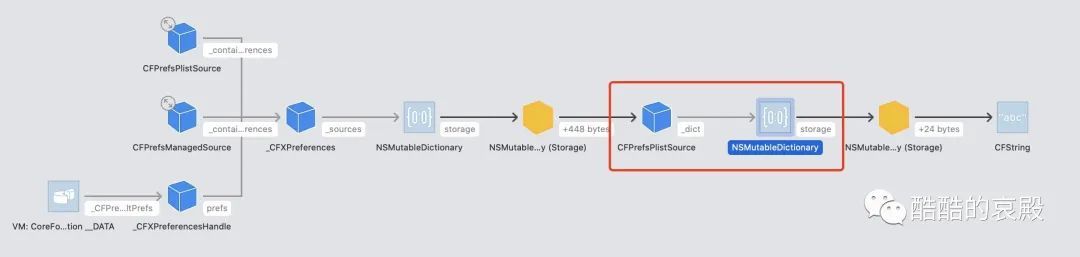 _contai...rences
CFPrefsPlistSource
{0:0}
+448 bytes
_dict
{0:0}
+24 bytes
"abc"
_contai...rences
_sources
storage
storage
CFPrefsManagedSource
_CFXPreferences
NSMutableDictionary
NSMutable...y (Storage)
CFPrefsPlistSource
NSMutableDictionary
NSMutable...y (Storage)
CFString
_CFPre...ltPrefs
prefs
VM: CoreFo...tion __DATA
_CFXPreferencesHandle
酷酷的哀殿